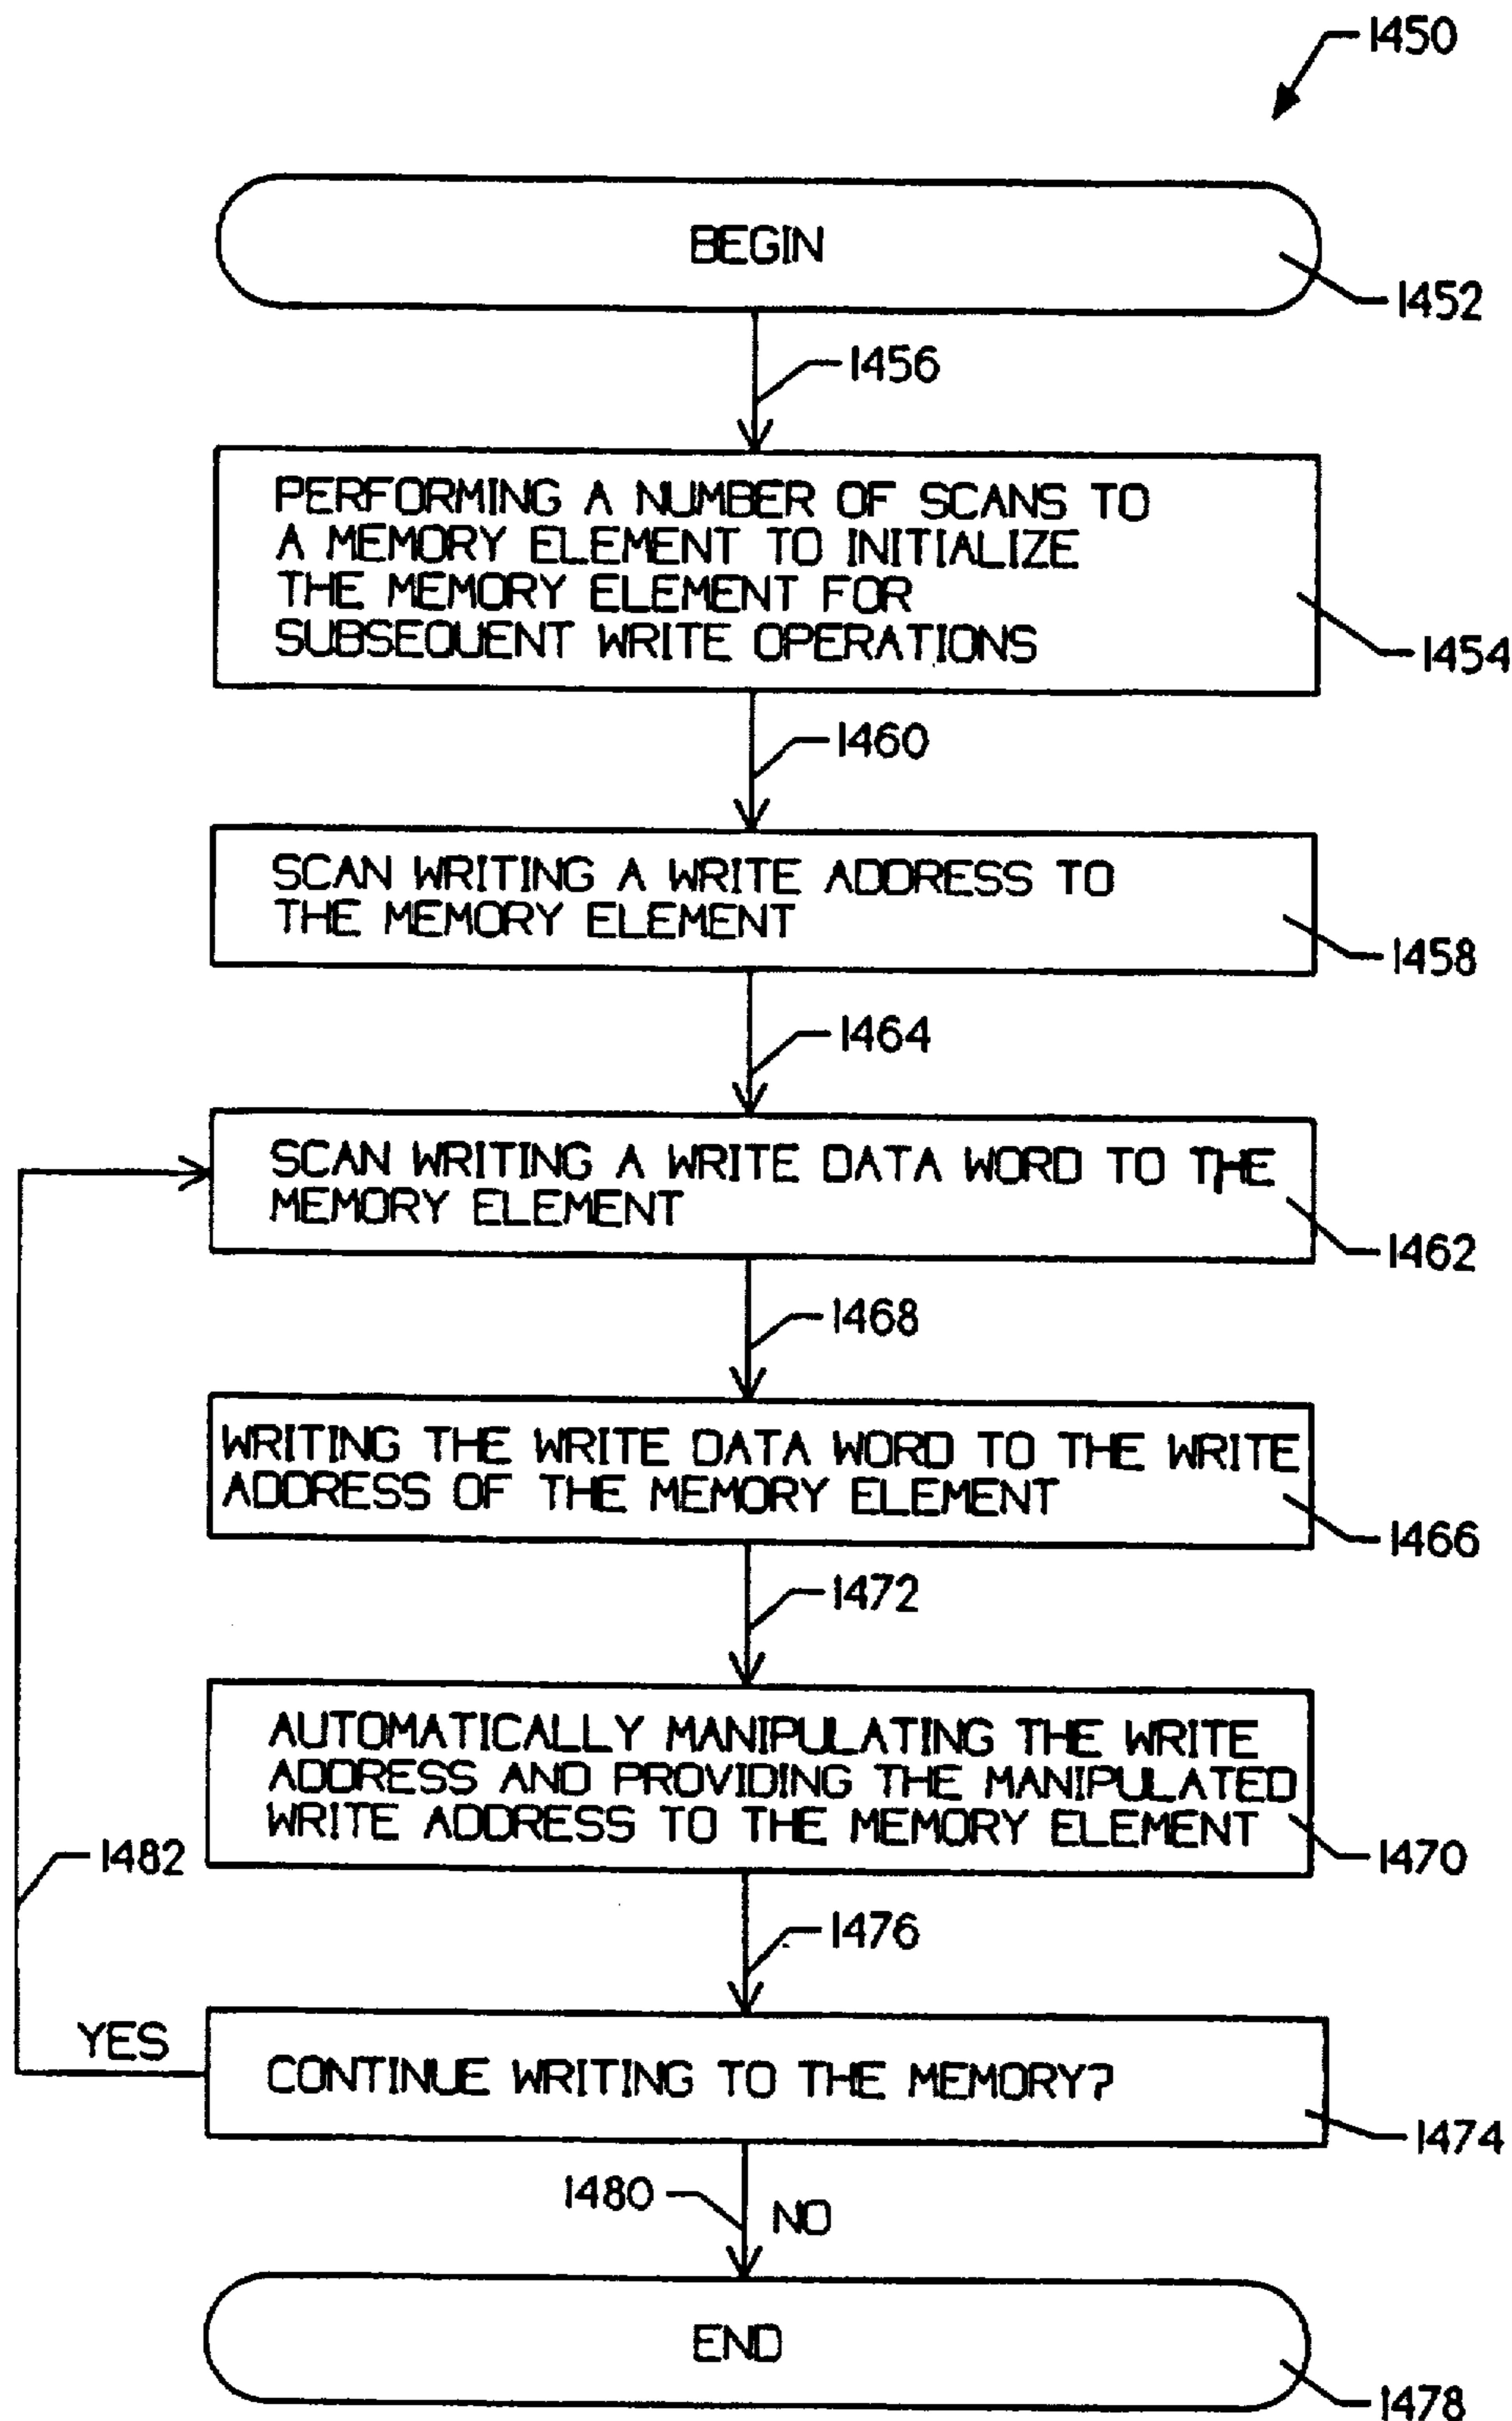 1450
BEGIN
1452
1456
PERFORMING A NUMBER OF SCANS TO
A MEMORY ELEMENT TO INITIALIZE
THE MEMORY ELEMENT FOR
SUBSEQUENT WRITE OPERATIONS
1454
1460
SCAN WRITING A WRITE ADDRESS TO
THE MEMORY ELEMENT
1458
1464
SCAN WRITING A WRITE DATA WORD TO THE
MEMORY ELEMENT
1462
1468
WRITING THE WRITE DATA WORD TO THE WRITE
ADDRESS OF THE MEMORY ELEMENT
1466
1472
AUTOMATICALLY MANIPULATING THE WRITE
ADDRESS AND PROVIDING THE MANIPULATED
WRITE ADDRESS TO THE MEMORY ELEMENT
1482
1470
1476
YES
CONTINUE WRITING TO THE MEMORY?
1474
1480
NO
END
1478